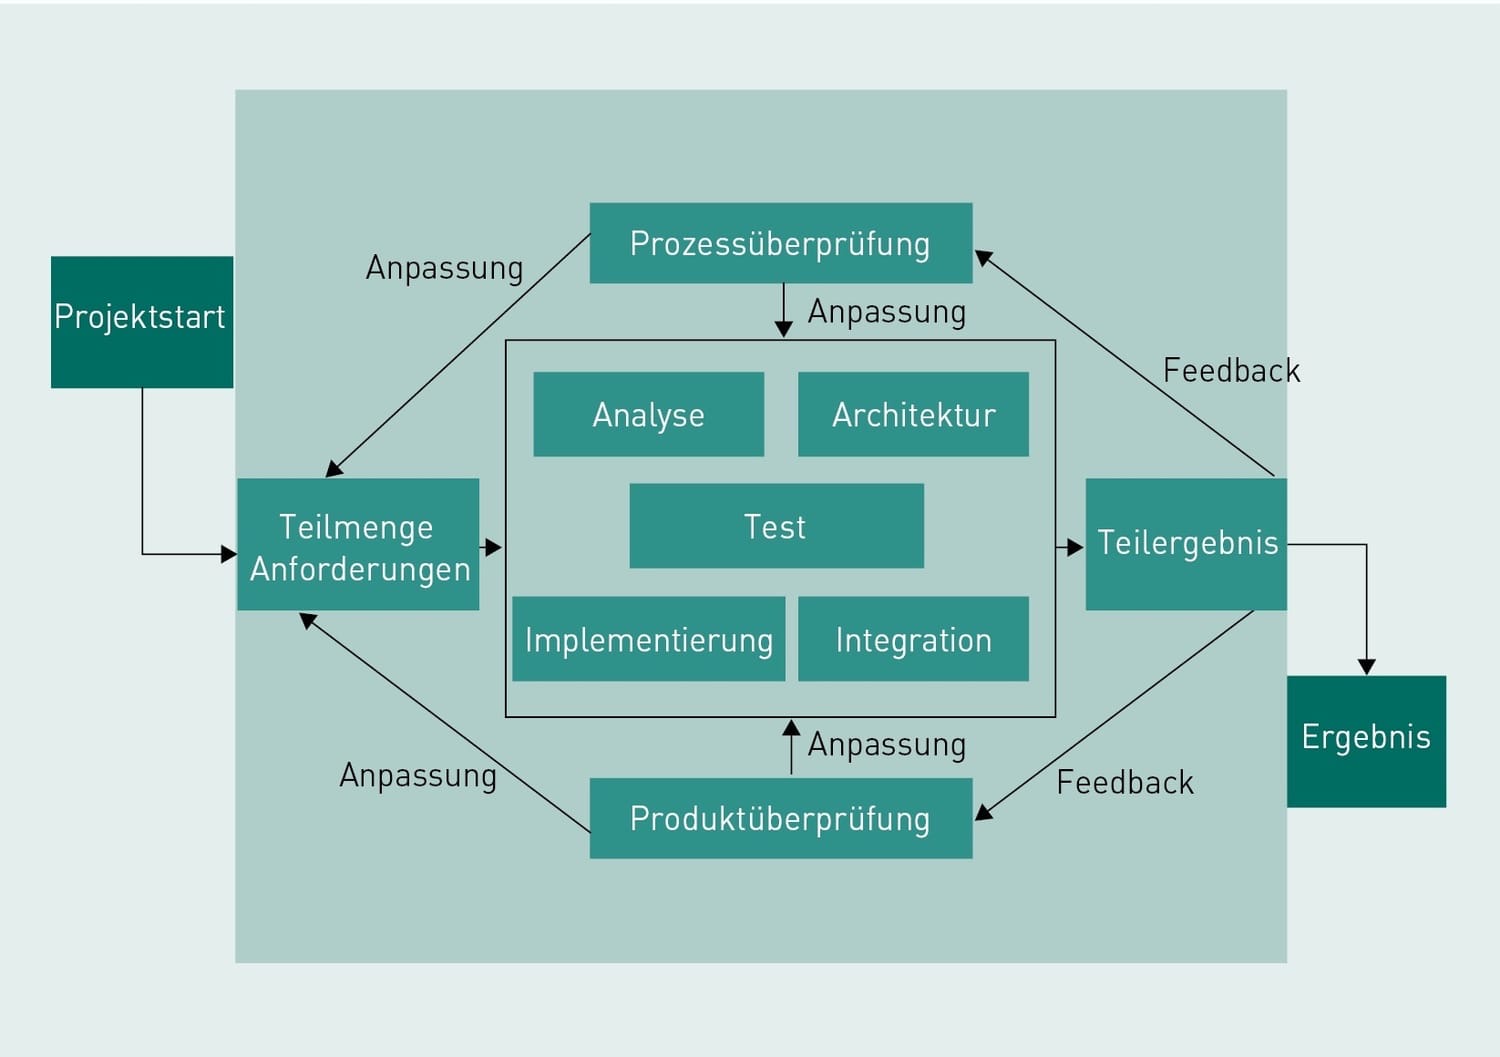 Prozessüberprüfung
Anpassung
Anpassung
Projektstart
Feedback
Analyse
Architektur
Teilmenge
Anforderungen
Test
Teilergebnis
Implementierung
Integration
Anpassung
Ergebnis
Anpassung
Feedback
Produktüberprüfung